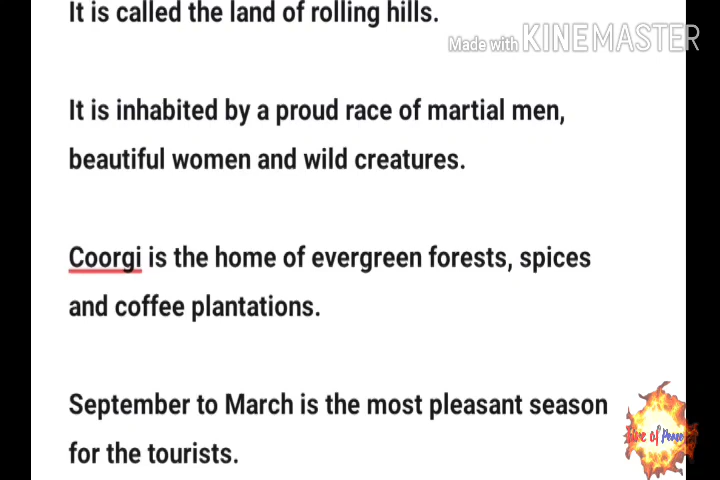 It is called the land of rolling hills.
Made with KINEMASTER
It is inhabited by a proud race of martial men,
beautiful women and wild creatures.
Coorgi is the home of evergreen forests, spices
and coffee plantations.
September to March is the most pleasant season
for the tourists.
of Peace